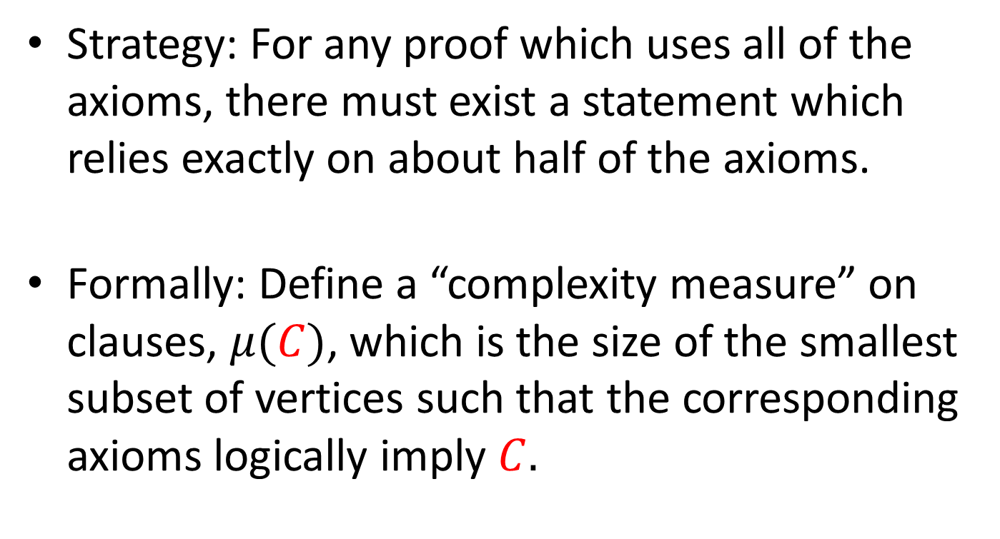 • Strategy: For any proof which uses all of the
axioms, there must exist a statement which
relies exactly on about half of the axioms.
• Formally: Define a “complexity measure” on
clauses, 𝜇(𝐶), which is the size of the smallest
subset of vertices such that the corresponding
axioms logically imply 𝐶.